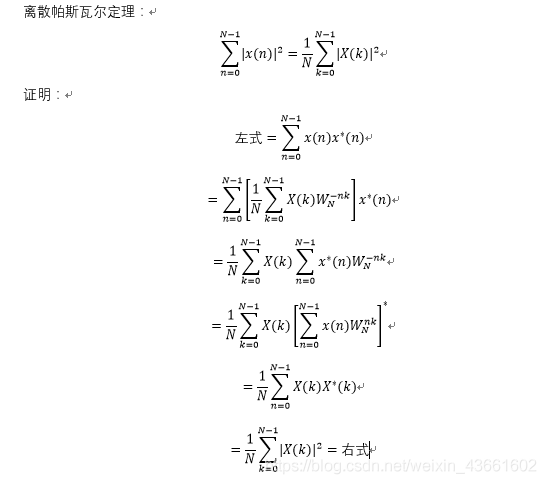 离散帕斯瓦尔定理：
\sum_{n=0}^{N-1}|x(n)|^2 = \frac{1}{N}\sum_{k=0}^{N-1}|X(k)|^2
证明：
左式 = \sum_{n=0}^{N-1} x(n)x^*(n)
= \sum_{n=0}^{N-1}\left[\frac{1}{N}\sum_{k=0}^{N-1} X(k)W_N^{-nk}\right]x^*(n)
= \frac{1}{N}\sum_{k=0}^{N-1} X(k)\sum_{n=0}^{N-1} x^*(n)W_N^{-nk}
= \frac{1}{N}\sum_{k=0}^{N-1} X(k)\left[\sum_{n=0}^{N-1} x(n)W_N^{nk}\right]^*
= \frac{1}{N}\sum_{n=0}^{N-1} X(k)X^*(k)
= \frac{1}{N}\sum_{k=0}^{N-1}|X(k)|^2 = 右式
https://blog.csdn.net/weixin_43661602